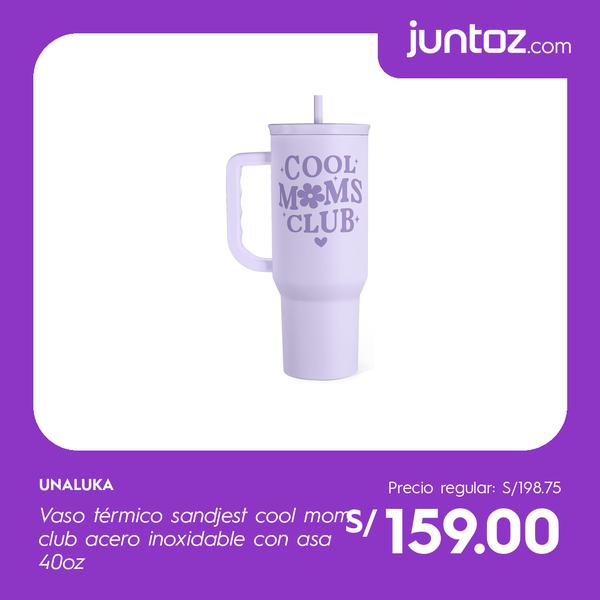 juntoz.com
COOL
MOMS
CLUB
UNALUKA
Vaso térmico sandjest cool mom
club acero inoxidable con asa
40oz
Precio regular: S/198.75
S/159.00